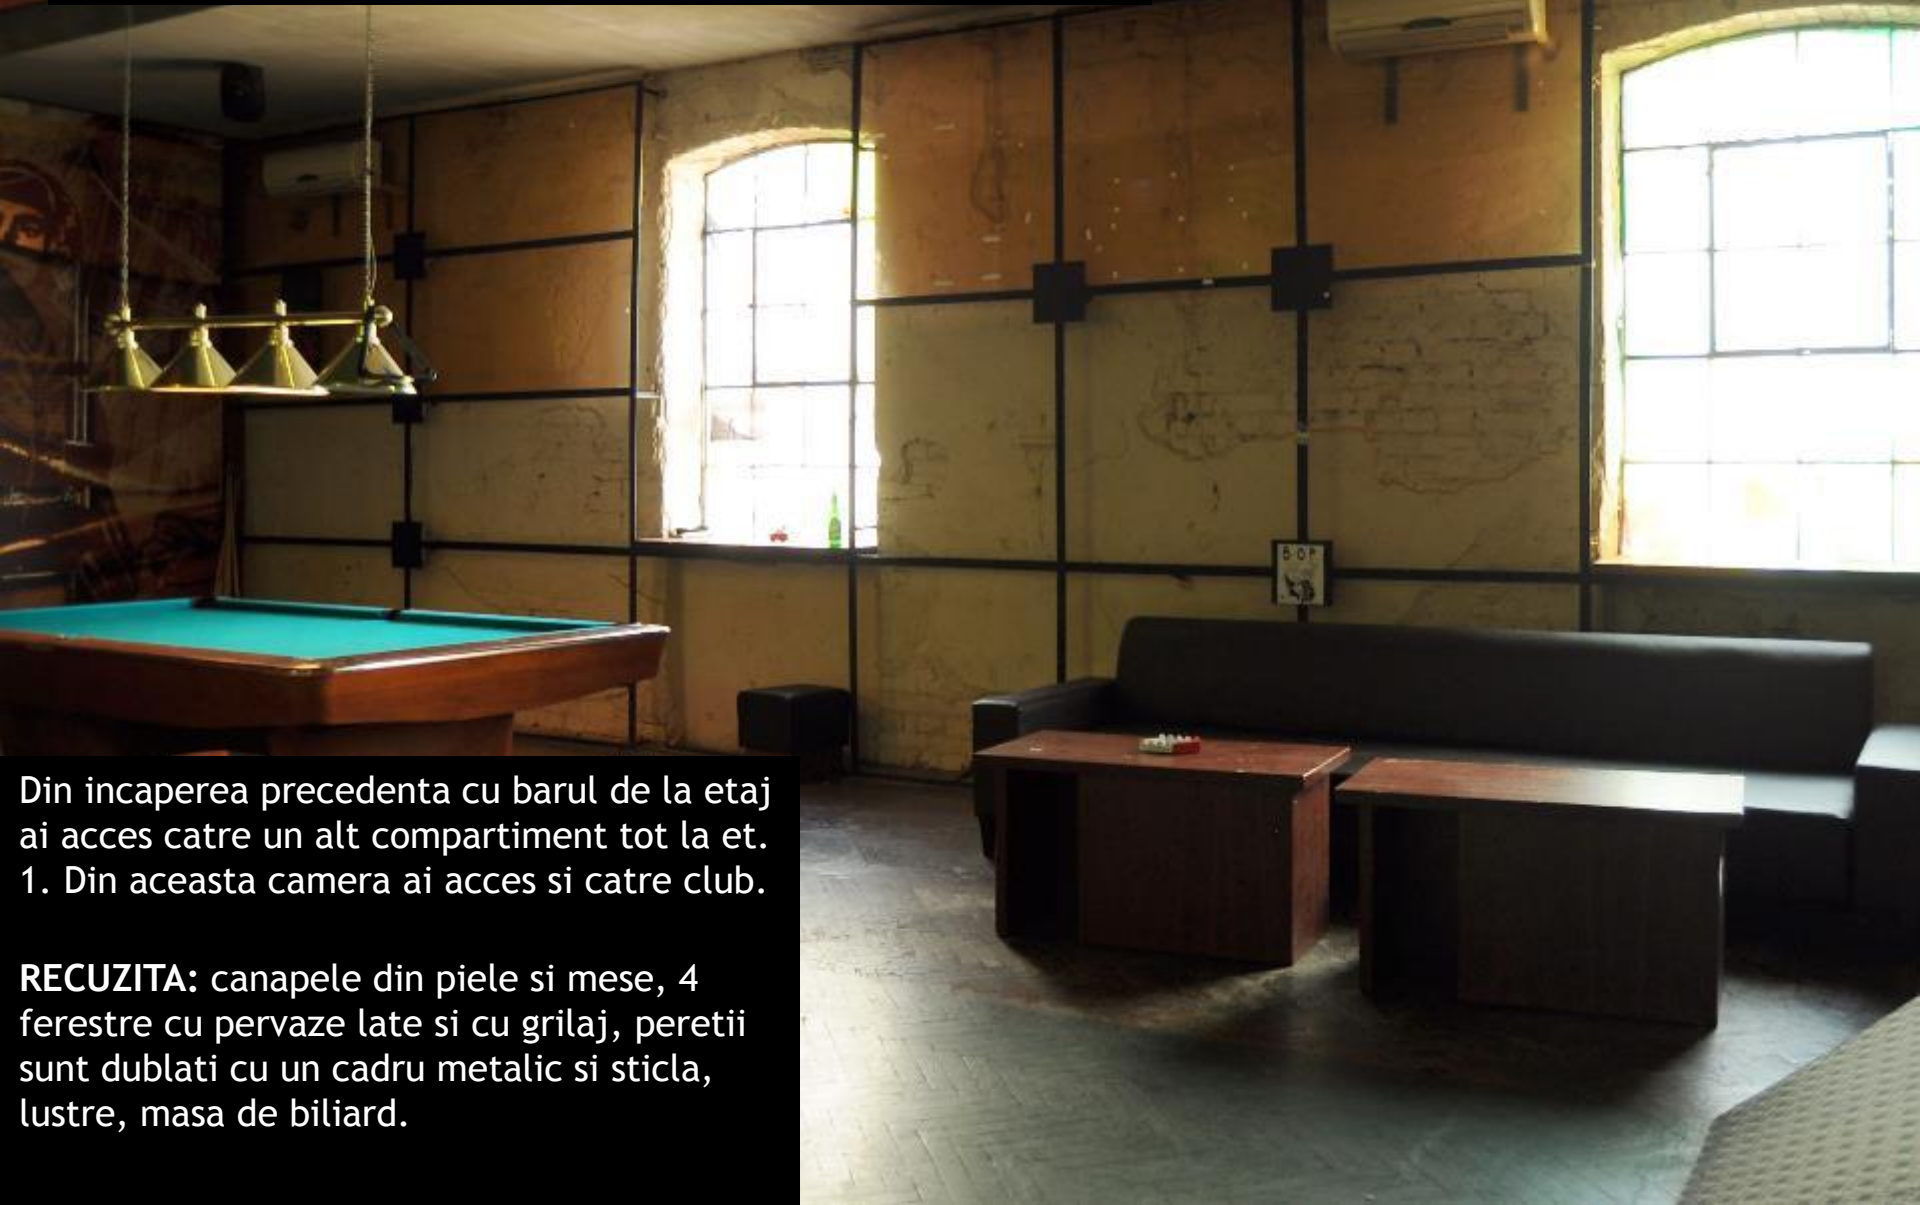 B·O·P
Din incaperea precedenta cu barul de la etaj
ai acces catre un alt compartiment tot la et.
1. Din aceasta camera ai acces si catre club.
RECUZITA: canapele din piele si mese, 4
ferestre cu pervaze late si cu grilaj, peretii
sunt dublati cu un cadru metalic si sticla,
lustre, masa de biliard.